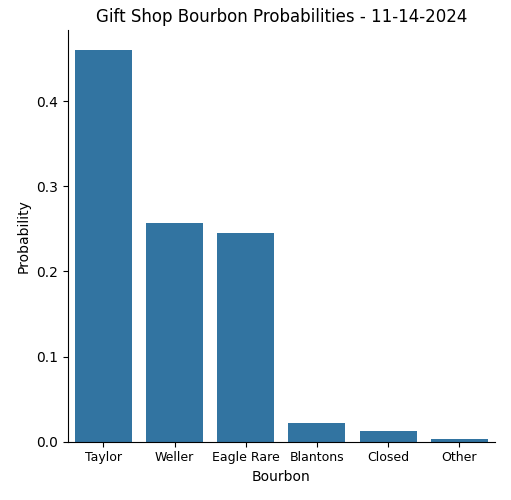 Gift Shop Bourbon Probabilities - 11-14-2024
0.4
0.3
0.2
0.1
0.0
Probability
Taylor Weller Eagle Rare Blantons Closed Other
Bourbon